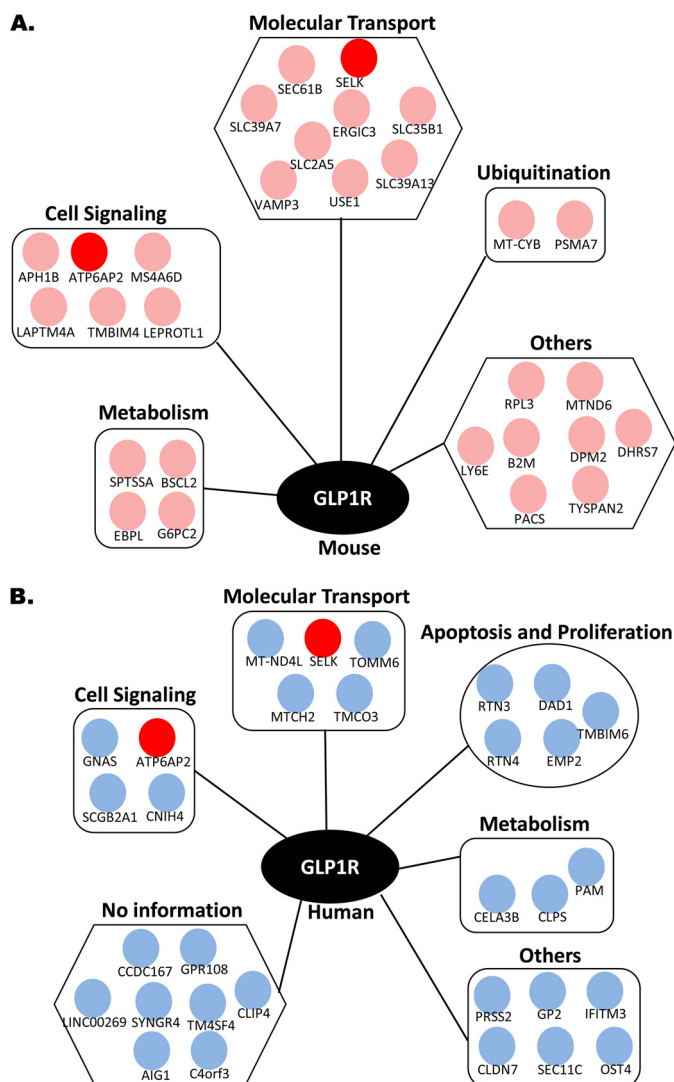 A.
Molecular Transport
SEC61B
SELK
SLC39A7
ERGIC3
SLC35B1
SLC2A5
SLC39A13
VAMP3
USE1
Ubiquitination
MT-CYB
PSMA7
Cell Signaling
APH1B
ATP6AP2
MS4A6D
LAPTM4A
TMBIM4
LEPROTL1
Others
RPL3
MTND6
LY6E
B2M
DPM2
DHRS7
PACS
TYSPAN2
Metabolism
SPTSSA
BSCL2
EBPL
G6PC2
GLP1R
Mouse
B.
Molecular Transport
MT-ND4L
SELK
TOMM6
MTCH2
TMCO3
Apoptosis and Proliferation
RTN3
DAD1
TMBIM6
RTN4
EMP2
Cell Signaling
GNAS
ATP6AP2
SCGB2A1
CNIH4
Metabolism
PAM
CELA3B
CLPS
GLP1R
Human
No information
CCDC167
GPR108
LINC00269
SYNGR4
TM4SF4
CLIP4
AIG1
C4orf3
Others
PRSS2
GP2
IFITM3
CLDN7
SEC11C
OST4